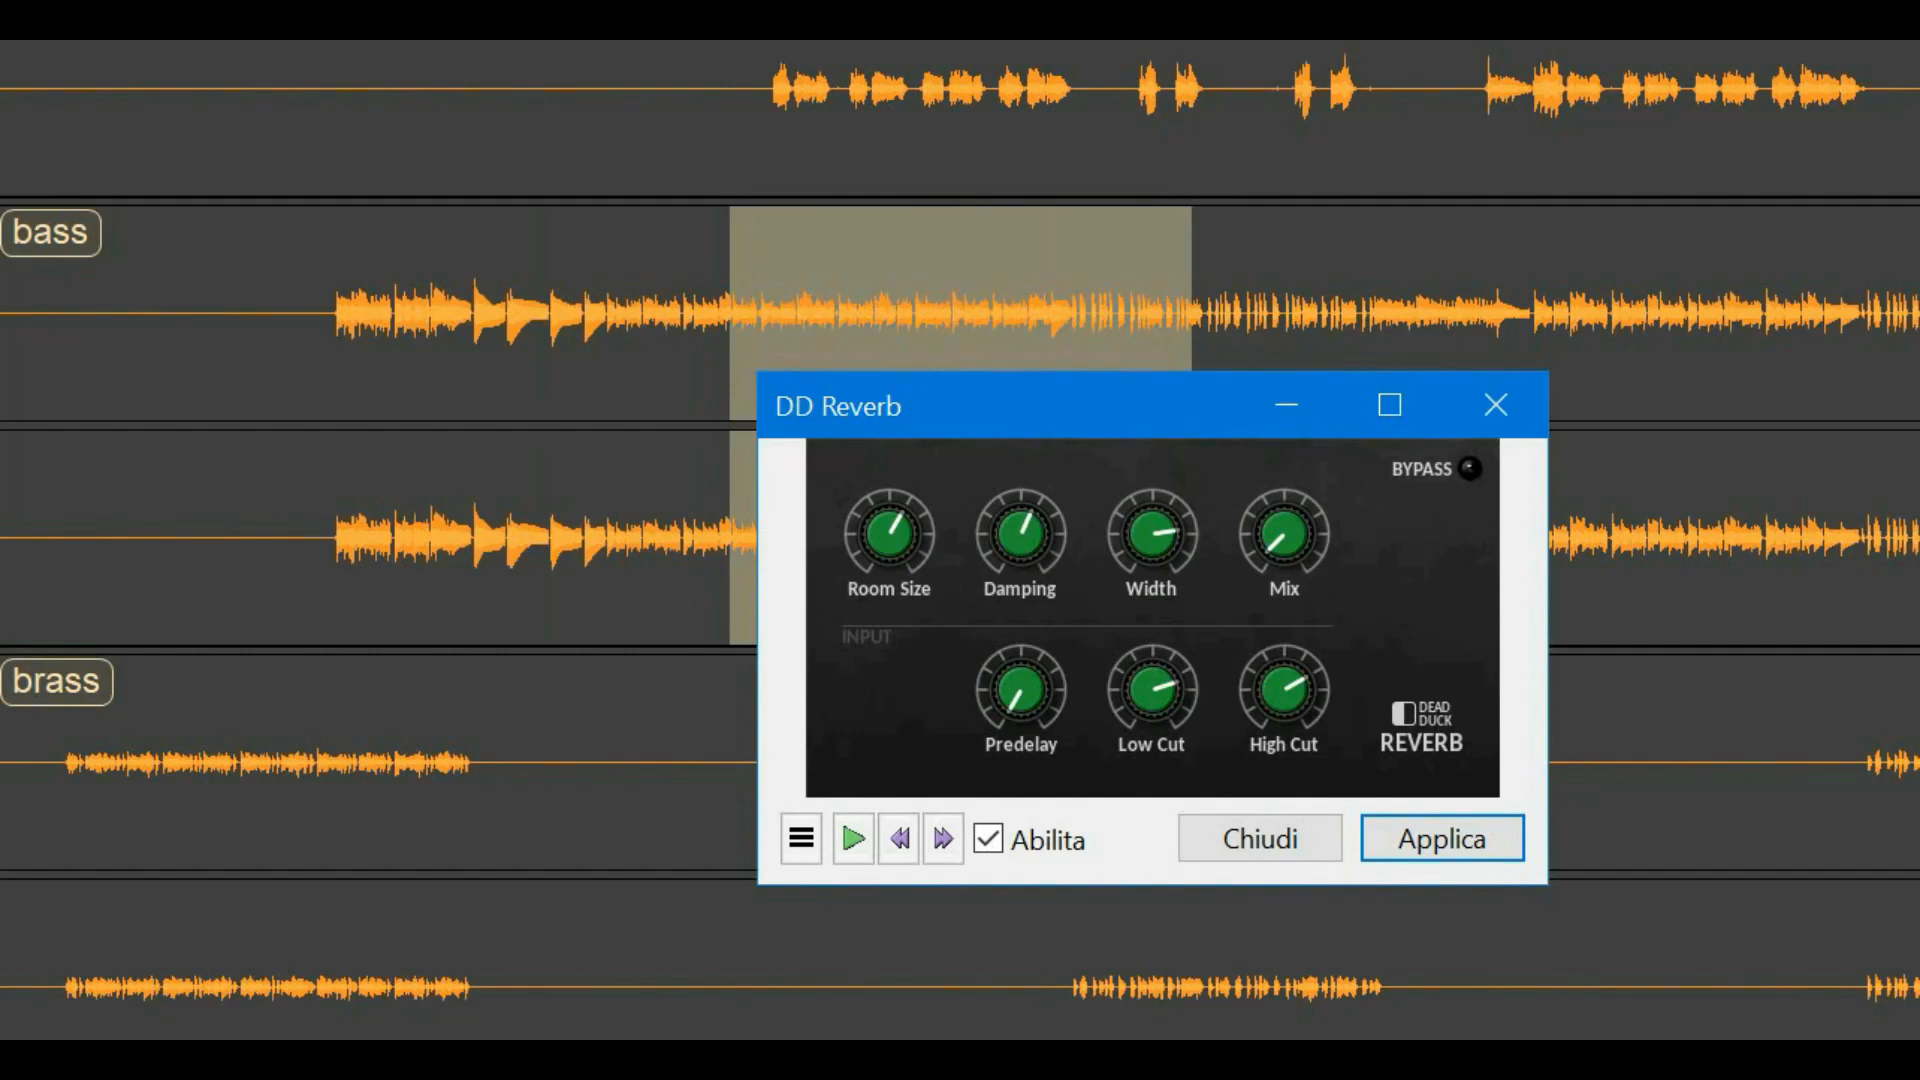 bass
DD Reverb
BYPASS
Room Size
Damping
Width
Mix
INPUT
Predelay
Low Cut
High Cut
DEAD
DUCK
REVERB
brass
Abilita
Chiudi
Applica